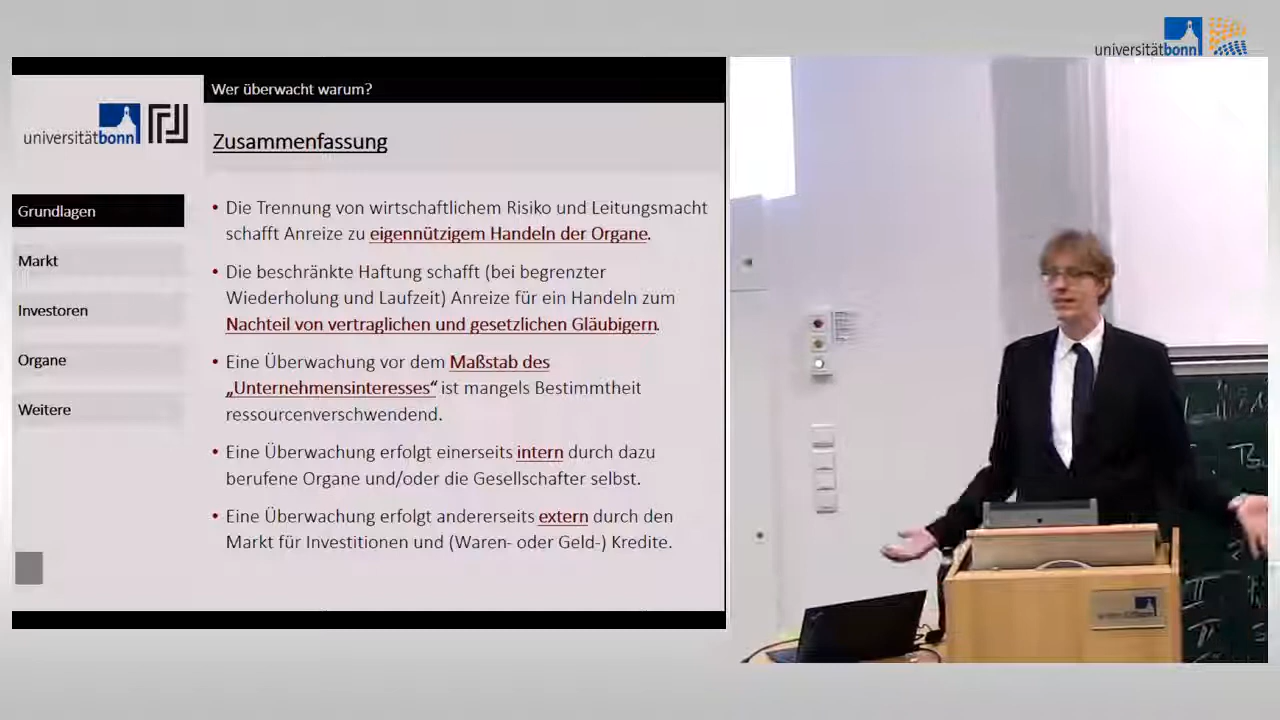 universitätbonn
Wer überwacht warum?
universitätbonn
Zusammenfassung
Grundlagen
Markt
Investoren
Organe
Weitere
• Die Trennung von wirtschaftlichem Risiko und Leitungsmacht
schafft Anreize zu eigennützigem Handeln der Organe.
• Die beschränkte Haftung schafft (bei begrenzter
Wiederholung und Laufzeit) Anreize für ein Handeln zum
Nachteil von vertraglichen und gesetzlichen Gläubigern.
• Eine Überwachung vor dem Maßstab des
„Unternehmensinteresses“ ist mangels Bestimmtheit
ressourcenverschwendend.
• Eine Überwachung erfolgt einerseits intern durch dazu
berufene Organe und/oder die Gesellschafter selbst.
• Eine Überwachung erfolgt andererseits extern durch den
Markt für Investitionen und (Waren- oder Geld-) Kredite.